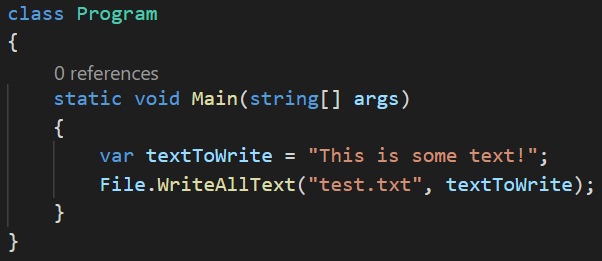 class Program
{
0 references
static void Main(string[] args)
{
var textToWrite = "This is some text!";
File.WriteAllText("test.txt", textToWrite);
}
}